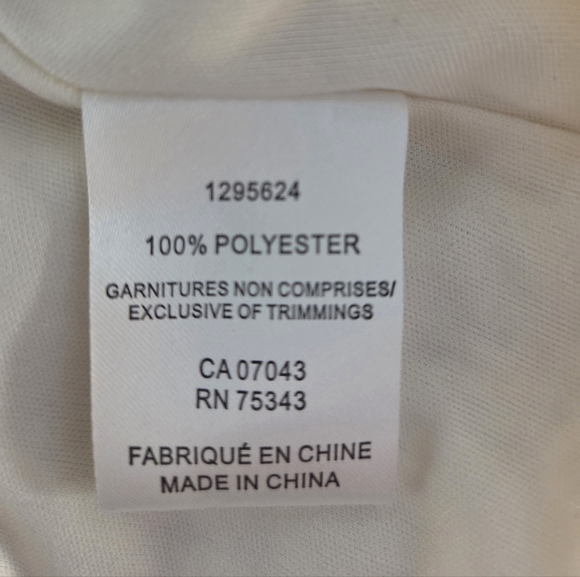 1295624
100% POLYESTER
GARNITURES NON COMPRISES/
EXCLUSIVE OF TRIMMINGS
CA 07043
RN 75343
FABRIQUÉ EN CHINE
MADE IN CHINA